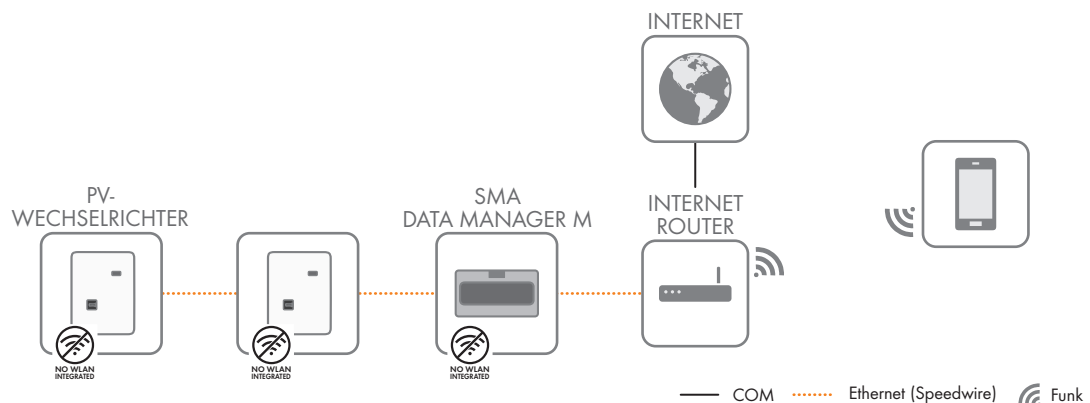 INTERNET
PV-
WECHSELRICHTER
SMA
DATA MANAGER M
INTERNET
ROUTER
NO WLAN
INTEGRATED
NO WLAN
INTEGRATED
NO WLAN
INTEGRATED
COM
Ethernet (Speedwire)
Funk